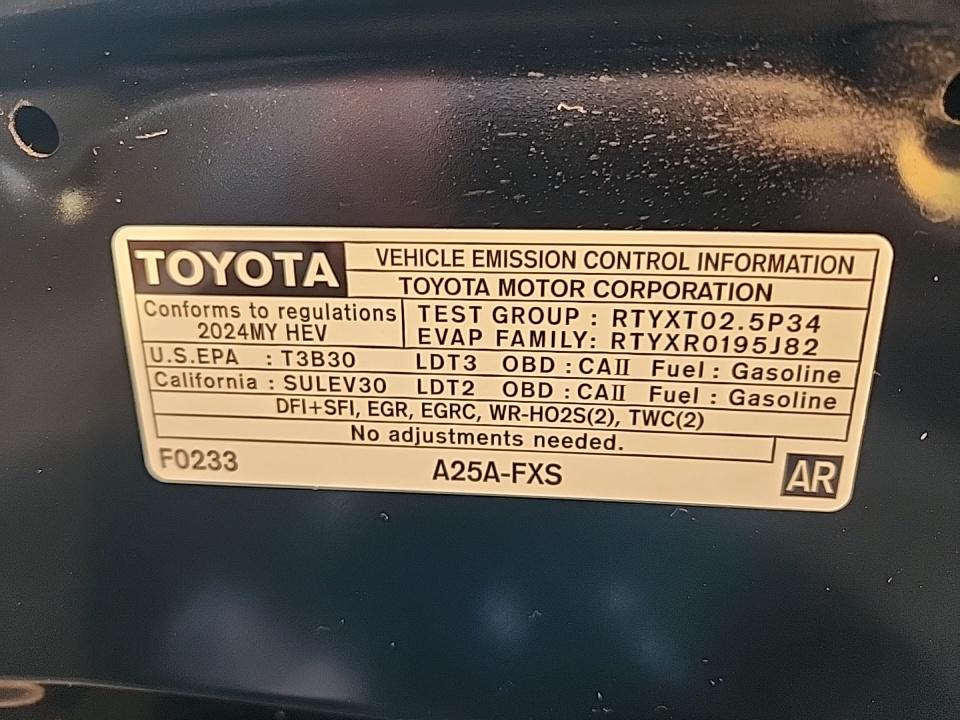 TOYOTA VEHICLE EMISSION CONTROL INFORMATION
TOYOTA MOTOR CORPORATION
Conforms to regulations
2024MY HEV
TEST GROUP : RTYXT02.5P34
EVAP FAMILY: RTYXR0195J82
U.S.EPA : T3B30 LDT3 OBD : CAII Fuel : Gasoline
California : SULEV30 LDT2 OBD : CAII Fuel : Gasoline
DFI+SFI, EGR, EGRC, WR-HO2S(2), TWC(2)
No adjustments needed.
F0233 A25A-FXS AR